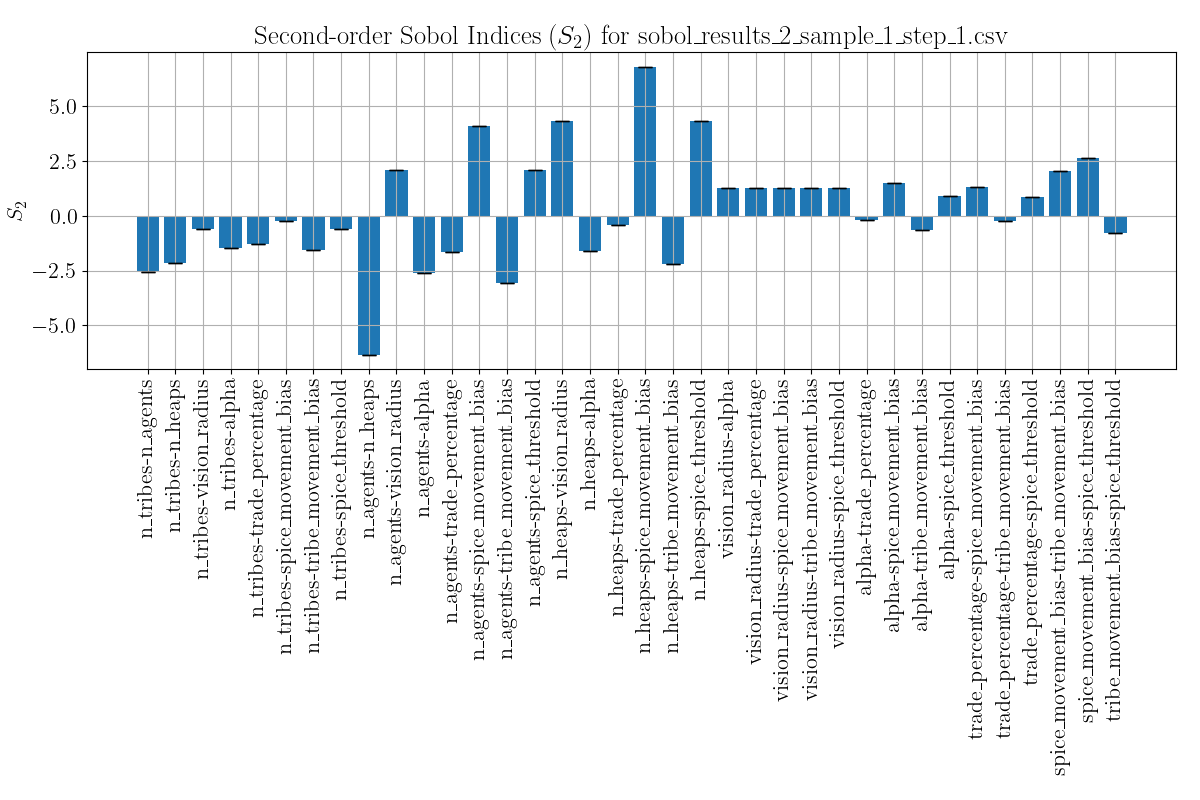 Second-order Sobol Indices (S₂) for sobol_results_2_sample_1_step_1.csv
S₂
5.0
2.5
0.0
−2.5
−5.0
n_tribes-n_agents
n_tribes-n_heaps
n_tribes-vision_radius
n_tribes-alpha
n_tribes-trade_percentage
n_tribes-spice_movement_bias
n_tribes-tribe_movement_bias
n_tribes-spice_threshold
n_agents-n_heaps
n_agents-vision_radius
n_agents-alpha
n_agents-trade_percentage
n_agents-spice_movement_bias
n_agents-tribe_movement_bias
n_agents-spice_threshold
n_heaps-vision_radius
n_heaps-alpha
n_heaps-trade_percentage
n_heaps-spice_movement_bias
n_heaps-tribe_movement_bias
n_heaps-spice_threshold
vision_radius-alpha
vision_radius-trade_percentage
vision_radius-spice_movement_bias
vision_radius-tribe_movement_bias
vision_radius-spice_threshold
alpha-trade_percentage
alpha-spice_movement_bias
alpha-tribe_movement_bias
alpha-spice_threshold
trade_percentage-spice_movement_bias
trade_percentage-tribe_movement_bias
trade_percentage-spice_threshold
spice_movement_bias-tribe_movement_bias
spice_movement_bias-spice_threshold
tribe_movement_bias-spice_threshold